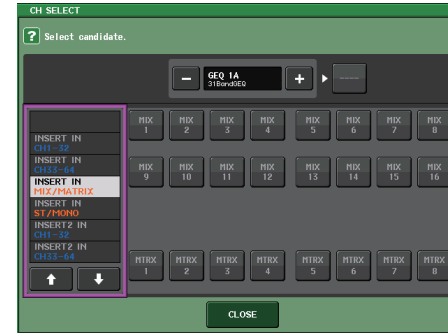 CH SELECT
? Select candidate.
− GEQ 1A +
31BandGEQ
----
INSERT IN
CH1-32
INSERT IN
CH33-64
INSERT IN
MIX/MATRIX
INSERT IN
ST/MONO
INSERT2 IN
CH1-32
INSERT2 IN
CH33-64
MIX MIX MIX MIX MIX MIX MIX MIX
1 2 3 4 5 6 7 8
MIX MIX MIX MIX MIX MIX MIX MIX
9 10 11 12 13 14 15 16
MTRX MTRX MTRX MTRX MTRX MTRX MTRX MTRX
1 2 3 4 5 6 7 8
CLOSE